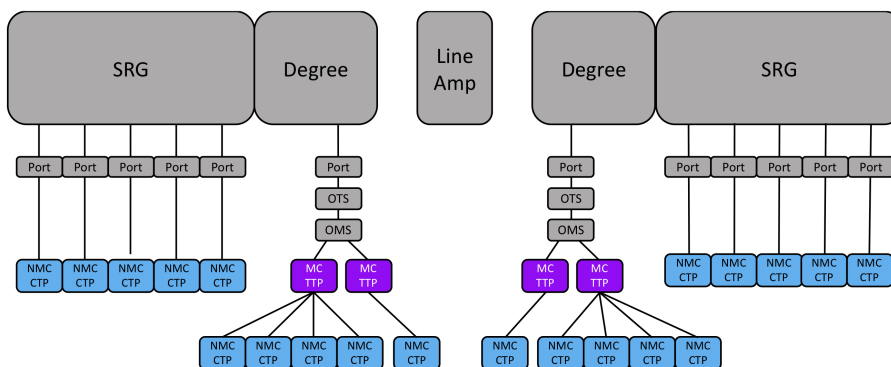 SRG
Degree
Line
Amp
Degree
SRG
Port Port Port Port Port
Port
Port
Port Port Port Port Port
OTS
OTS
OMS
OMS
NMC NMC NMC NMC NMC
CTP CTP CTP CTP CTP
MC MC
TTP TTP
MC MC
TTP TTP
NMC NMC NMC NMC NMC
CTP CTP CTP CTP CTP
NMC NMC NMC NMC NMC
CTP CTP CTP CTP CTP
NMC NMC NMC NMC NMC
CTP CTP CTP CTP CTP